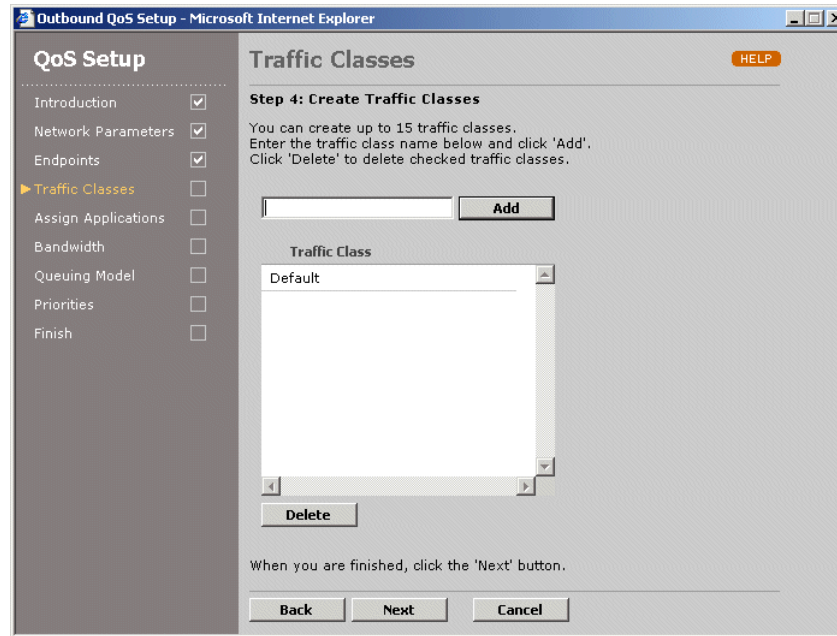 Outbound QoS Setup - Microsoft Internet Explorer
QoS Setup
Introduction
Network Parameters
Endpoints
Traffic Classes
Assign Applications
Bandwidth
Queuing Model
Priorities
Finish
Traffic Classes
HELP
Step 4: Create Traffic Classes
You can create up to 15 traffic classes.
Enter the traffic class name below and click 'Add'.
Click 'Delete' to delete checked traffic classes.
Add
Traffic Class
Default
Delete
When you are finished, click the 'Next' button.
Back Next Cancel